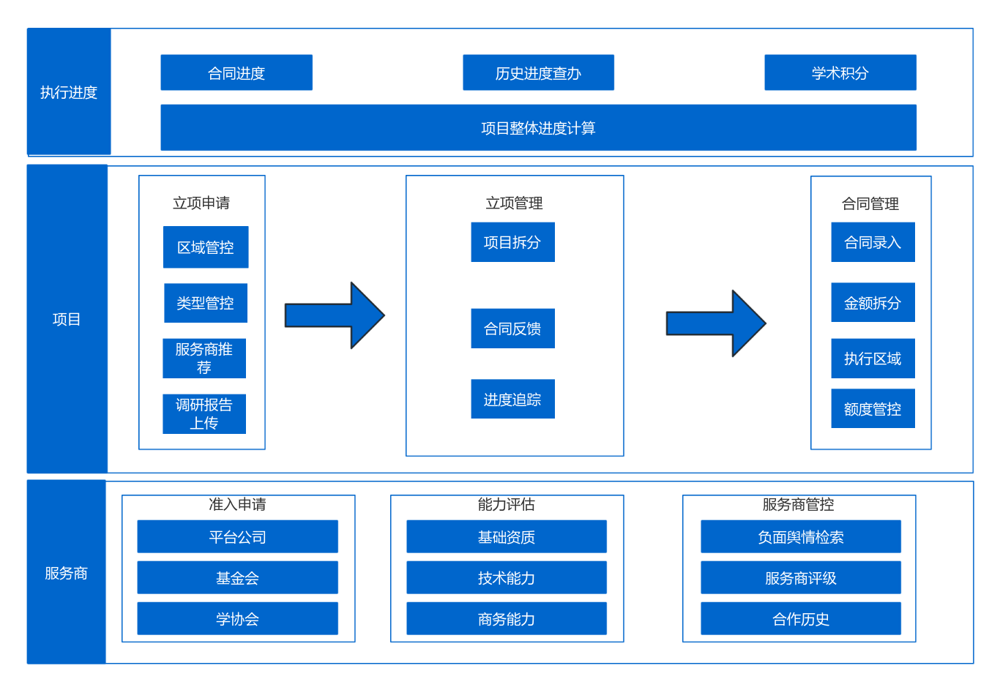 执行进度
合同进度
历史进度查办
学术积分
项目整体进度计算
项目
立项申请
区域管控
类型管控
服务商推
荐
调研报告
上传
立项管理
项目拆分
合同反馈
进度追踪
合同管理
合同录入
金额拆分
执行区域
额度管控
服务商
准入申请
平台公司
基金会
学协会
能力评估
基础资质
技术能力
商务能力
服务商管控
负面舆情检索
服务商评级
合作历史